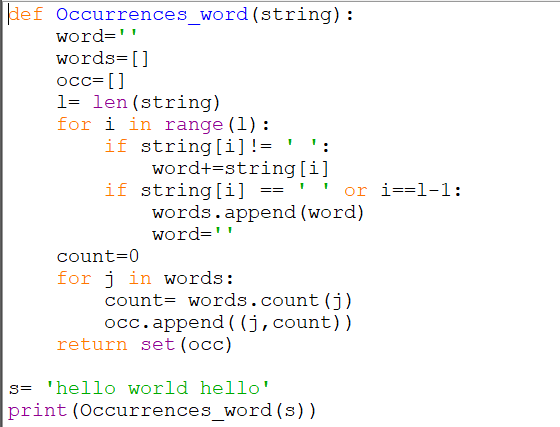 def Occurrences_word(string):
    word=''
    words=[]
    occ=[]
    l= len(string)
    for i in range(l):
        if string[i]!= ' ':
            word+=string[i]
        if string[i] == ' ' or i==l-1:
            words.append(word)
            word=''
    count=0
    for j in words:
        count= words.count(j)
        occ.append((j,count))
    return set(occ)

s= 'hello world hello'
print(Occurrences_word(s))